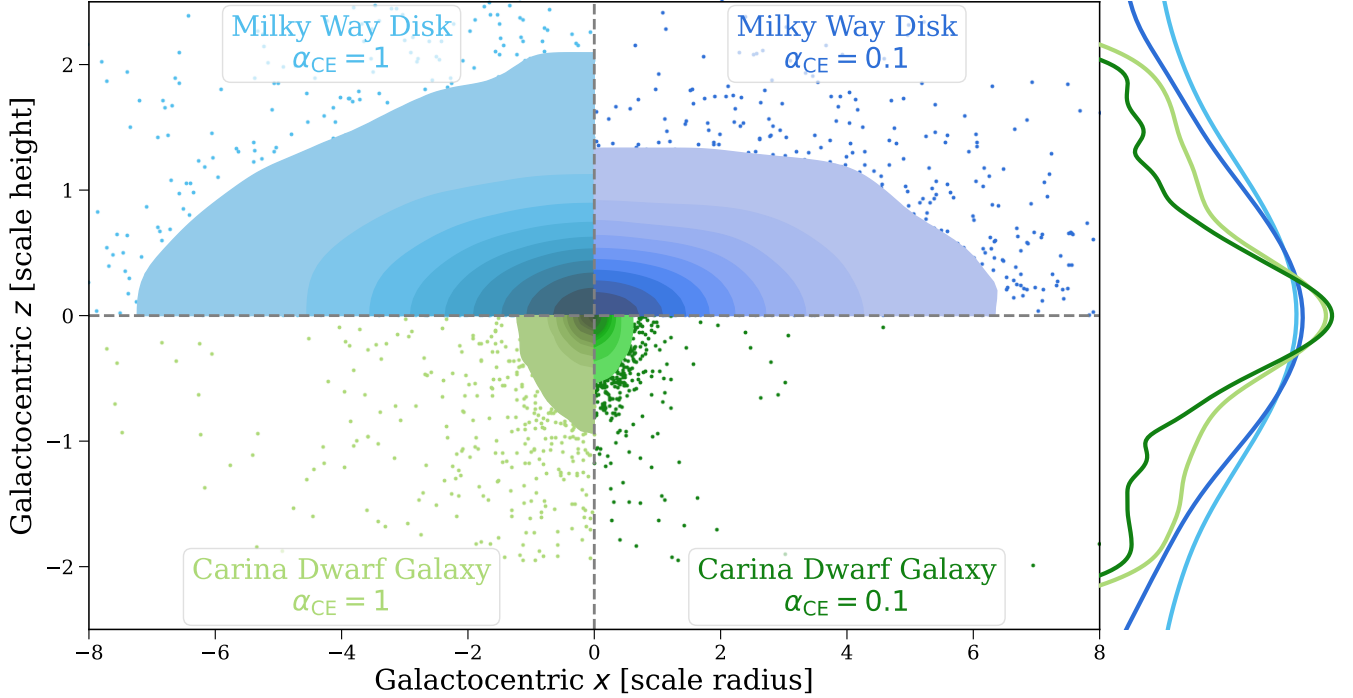 Milky Way Disk
α_CE = 1
Milky Way Disk
α_CE = 0.1
Galactocentric z [scale height]
2
1
0
−1
−2
Carina Dwarf Galaxy
α_CE = 1
Carina Dwarf Galaxy
α_CE = 0.1
−8 −6 −4 −2 0 2 4 6 8
Galactocentric x [scale radius]